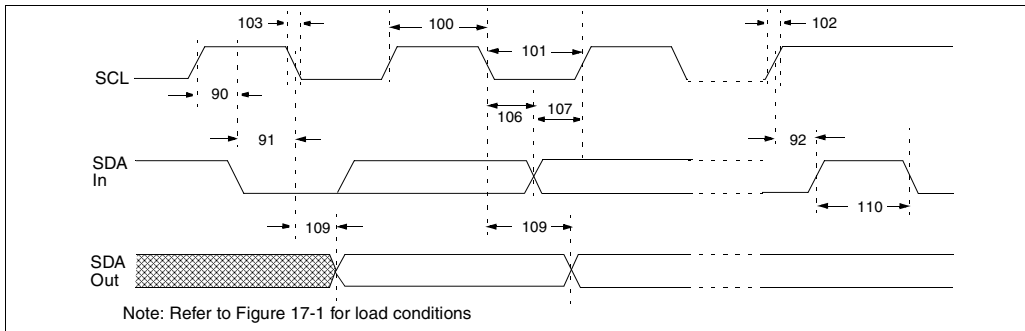 103
100
102
101
SCL
90
106
107
91
92
SDA
In
110
109
109
SDA
Out
Note: Refer to Figure 17-1 for load conditions